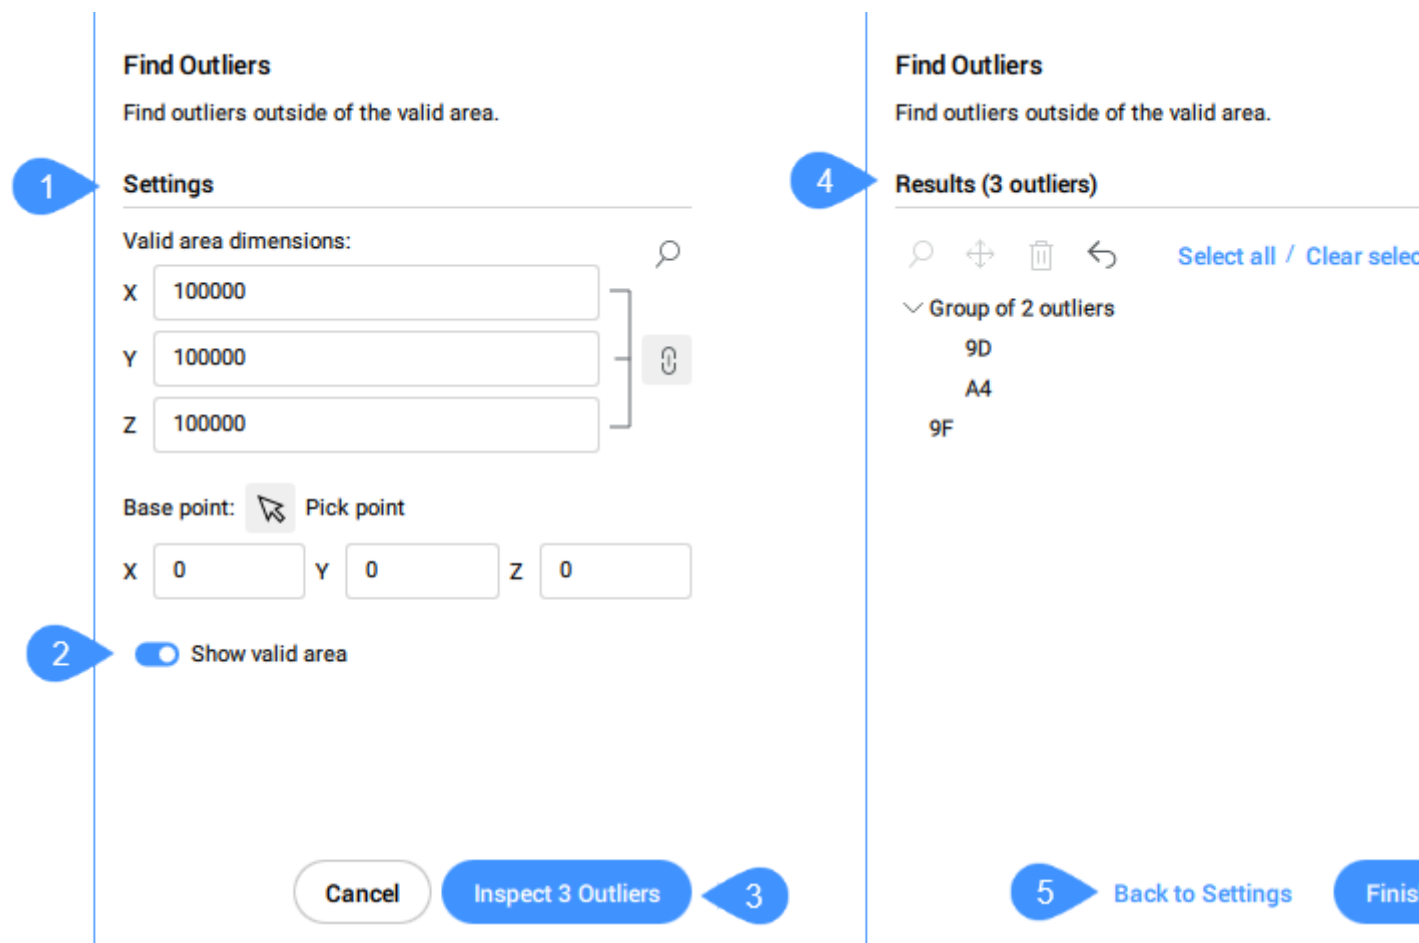 Find Outliers
Find outliers outside of the valid area.
1
Settings
Valid area dimensions:
X 100000
Y 100000
Z 100000
Base point: Pick point
X 0 Y 0 Z 0
2
Show valid area
Cancel Inspect 3 Outliers
3
Find Outliers
Find outliers outside of the valid area.
4
Results (3 outliers)
Select all / Clear selec
Group of 2 outliers
9D
A4
9F
5
Back to Settings Finis